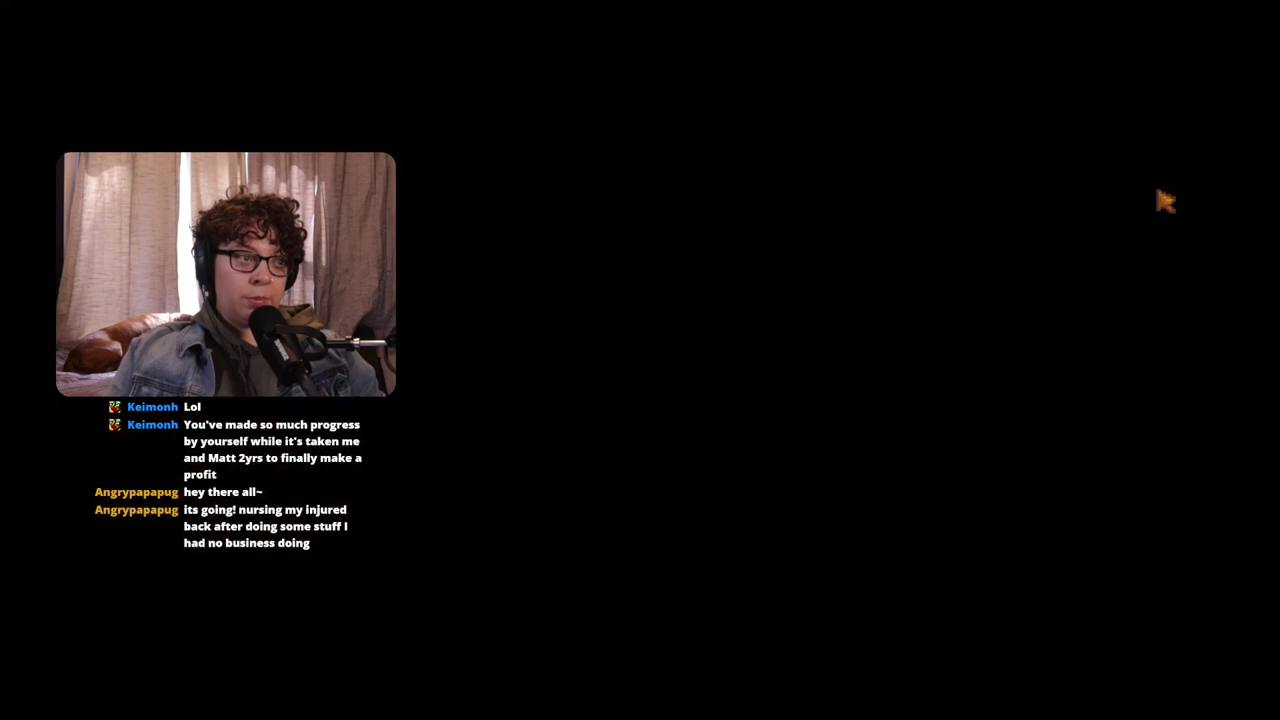 Keimonh Lol
Keimonh You've made so much progress
by yourself while it's taken me
and Matt 2yrs to finally make a
profit
Angrypapapug hey there all~
Angrypapapug its going! nursing my injured
back after doing some stuff I
had no business doing